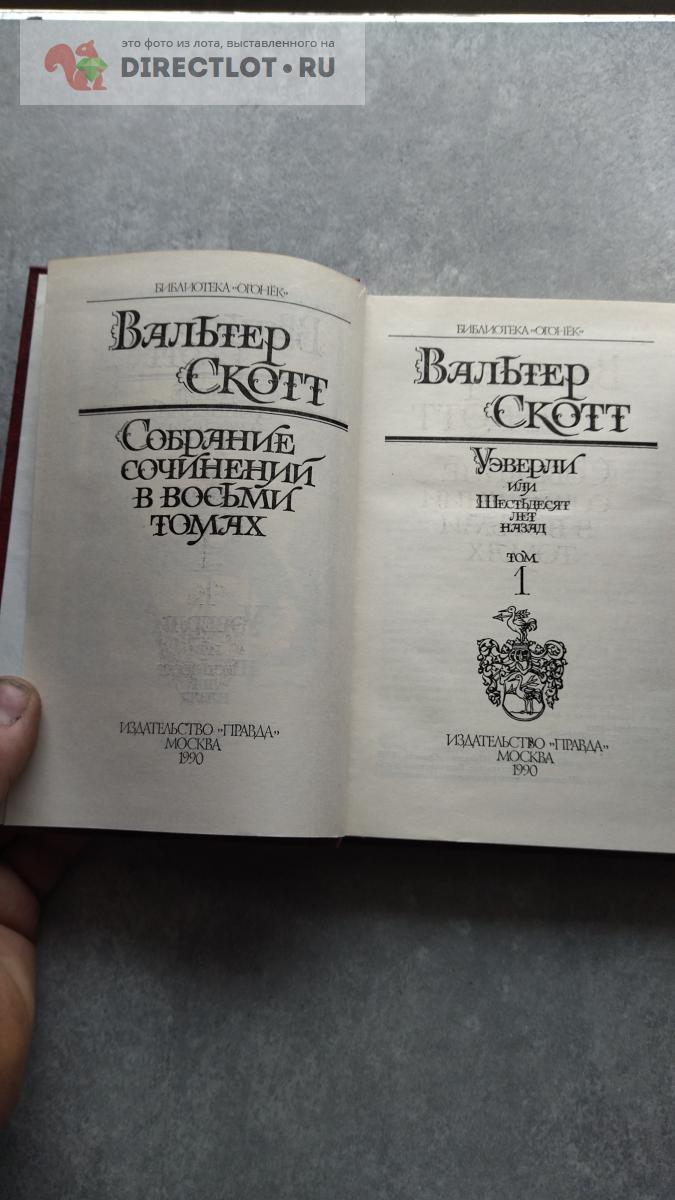 это фото из лота, выставленного на
DIRECTLOT.RU
БИБЛИОТЕКА «ОГОНЁК»
ВАЛЬТЕР
СКОТТ
СОБРАНИЕ
СОЧИНЕНИЙ
В ВОСЬМИ
ТОМАХ
ИЗДАТЕЛЬСТВО «ПРАВДА»
МОСКВА
1990
БИБЛИОТЕКА «ОГОНЁК»
ВАЛЬТЕР
СКОТТ
УЭВЕРЛИ
ИЛИ
ШЕСТЬДЕСЯТ
ЛЕТ
НАЗАД
ТОМ
1
ИЗДАТЕЛЬСТВО «ПРАВДА»
МОСКВА
1990